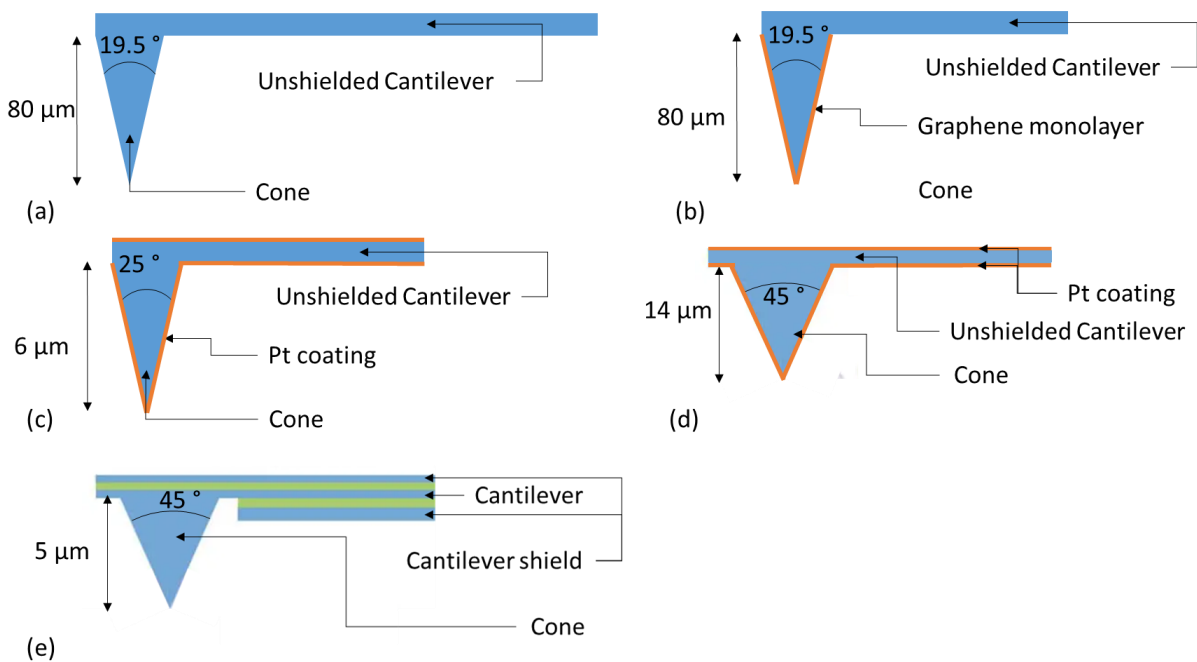 19.5 °
Unshielded Cantilever
80 µm
Cone
(a)
19.5 °
Unshielded Cantilever
80 µm
Graphene monolayer
Cone
(b)
25 °
Unshielded Cantilever
6 µm
Pt coating
Cone
(c)
45 °
Pt coating
14 µm
Unshielded Cantilever
Cone
(d)
45 °
Cantilever
5 µm
Cantilever shield
Cone
(e)